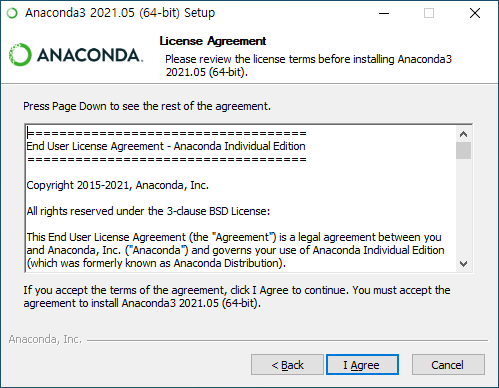 Anaconda3 2021.05 (64-bit) Setup
ANACONDA.
License Agreement
Please review the license terms before installing Anaconda3
2021.05 (64-bit).
Press Page Down to see the rest of the agreement.
===================================
End User License Agreement - Anaconda Individual Edition
===================================
Copyright 2015-2021, Anaconda, Inc.
All rights reserved under the 3-clause BSD License:
This End User License Agreement (the "Agreement") is a legal agreement between you
and Anaconda, Inc. ("Anaconda") and governs your use of Anaconda Individual Edition
(which was formerly known as Anaconda Distribution).
If you accept the terms of the agreement, click I Agree to continue. You must accept the
agreement to install Anaconda3 2021.05 (64-bit).
Anaconda, Inc.
< Back
I Agree
Cancel